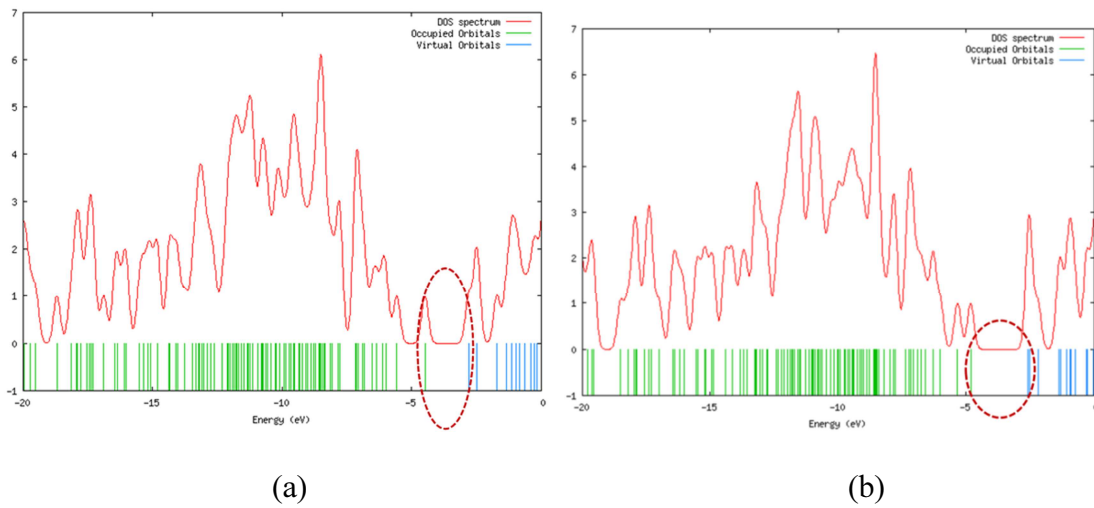 DOS spectrum
Occupied Orbitals
Virtual Orbitals
7
6
5
4
3
2
1
0
-1
-20
-15
-10
-5
0
Energy (eV)
(a)
DOS spectrum
Occupied Orbitals
Virtual Orbitals
7
6
5
4
3
2
1
0
-1
-20
-15
-10
-5
0
Energy (eV)
(b)